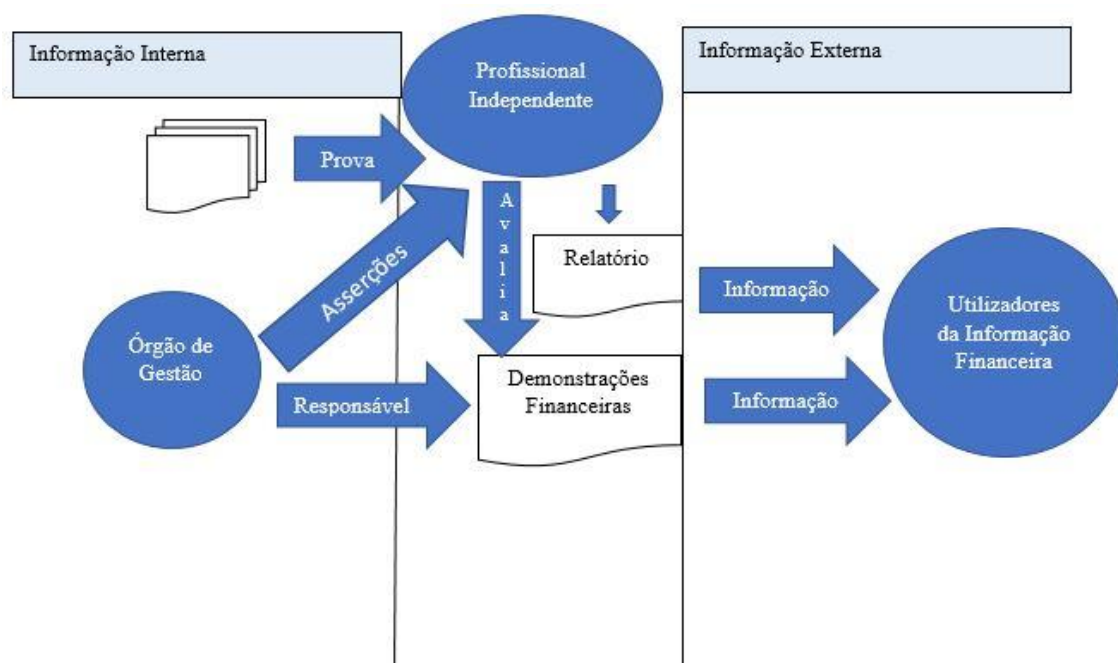 Informação Interna
Profissional
Independente
Informação Externa
Prova
Avalia
Asserções
Relatório
Informação
Órgão de
Gestão
Utilizadores
da Informação
Financeira
Responsável
Demonstrações
Financeiras
Informação